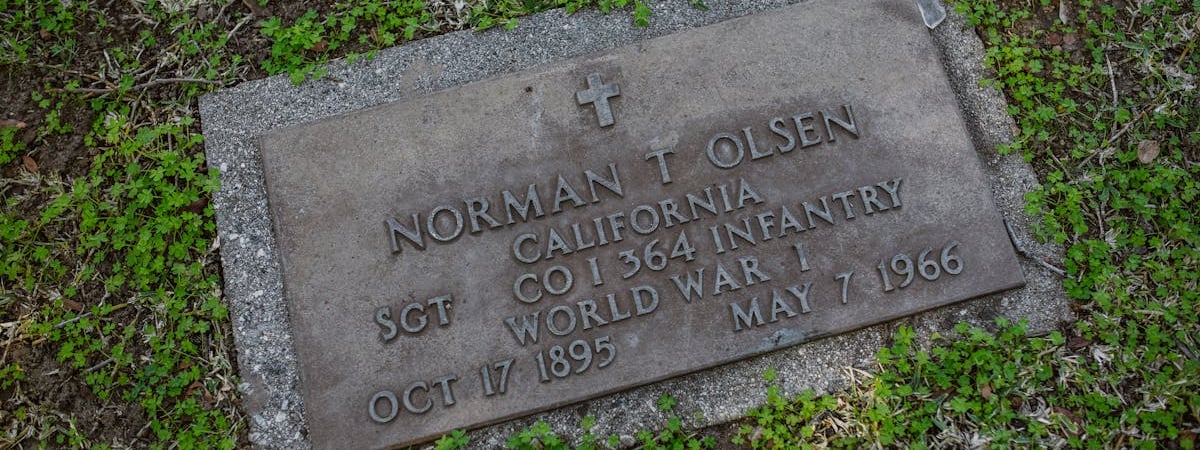 NORMAN T OLSEN
CALIFORNIA
SGT CO I 364 INFANTRY
WORLD WAR I
OCT 17 1895 MAY 7 1966